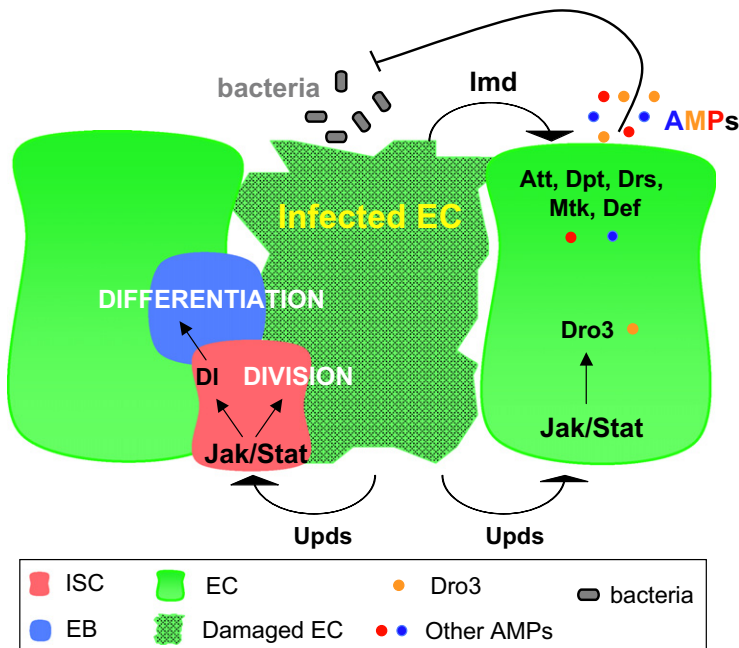 bacteria
Imd
AMPs
Att, Dpt, Drs,
Mtk, Def
Infected EC
DIFFERENTIATION
Dro3
Dl
DIVISION
Jak/Stat
Jak/Stat
Upds
Upds
ISC
EC
Dro3
bacteria
EB
Damaged EC
Other AMPs